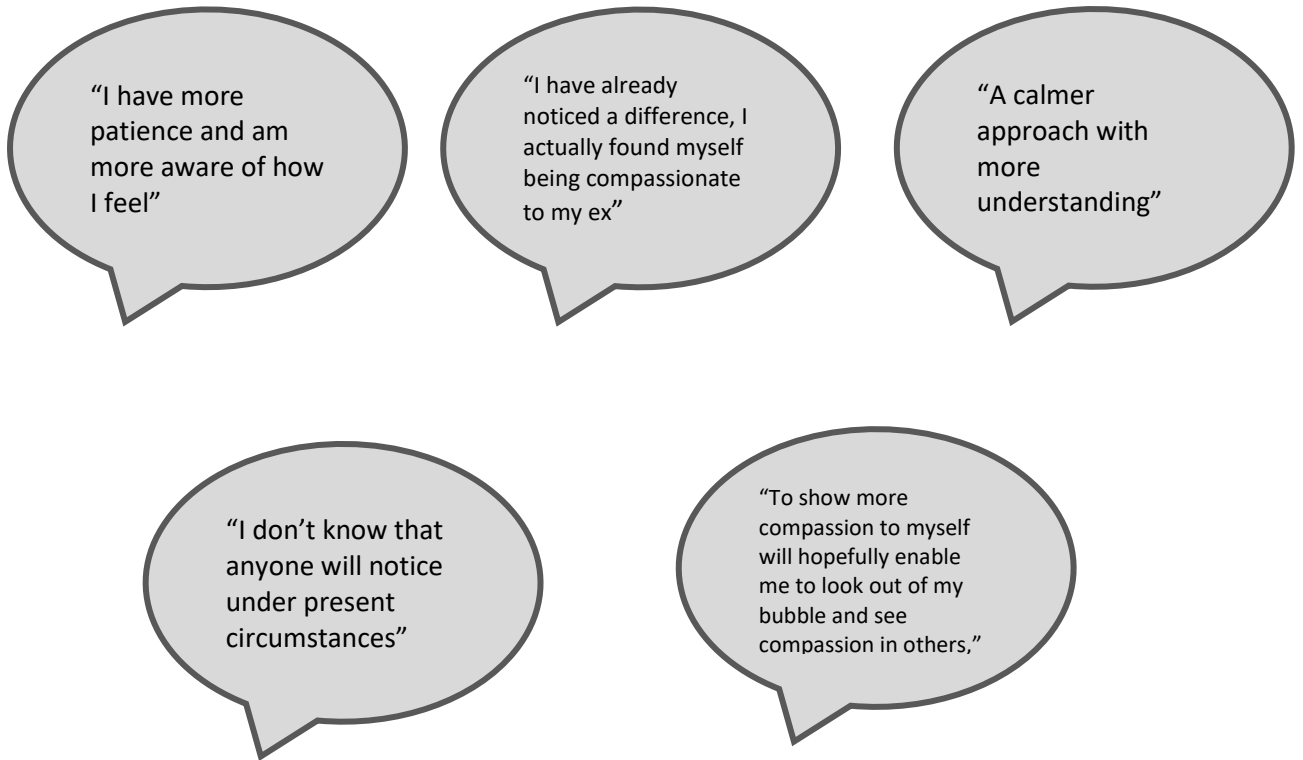 “I have more
patience and am
more aware of how
I feel”
“I have already
noticed a difference, I
actually found myself
being compassionate
to my ex”
“A calmer
approach with
more
understanding”
“I don’t know that
anyone will notice
under present
circumstances”
“To show more
compassion to myself
will hopefully enable
me to look out of my
bubble and see
compassion in others,”